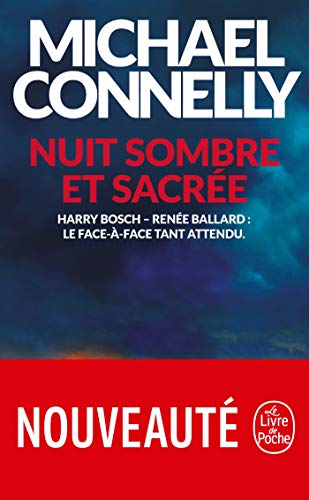 MICHAEL
CONNELLY
NUIT SOMBRE
ET SACRÉE
HARRY BOSCH – RENÉE BALLARD :
LE FACE-À-FACE TANT ATTENDU.
NOUVEAUTÉ
Le
Livre
de
Poche